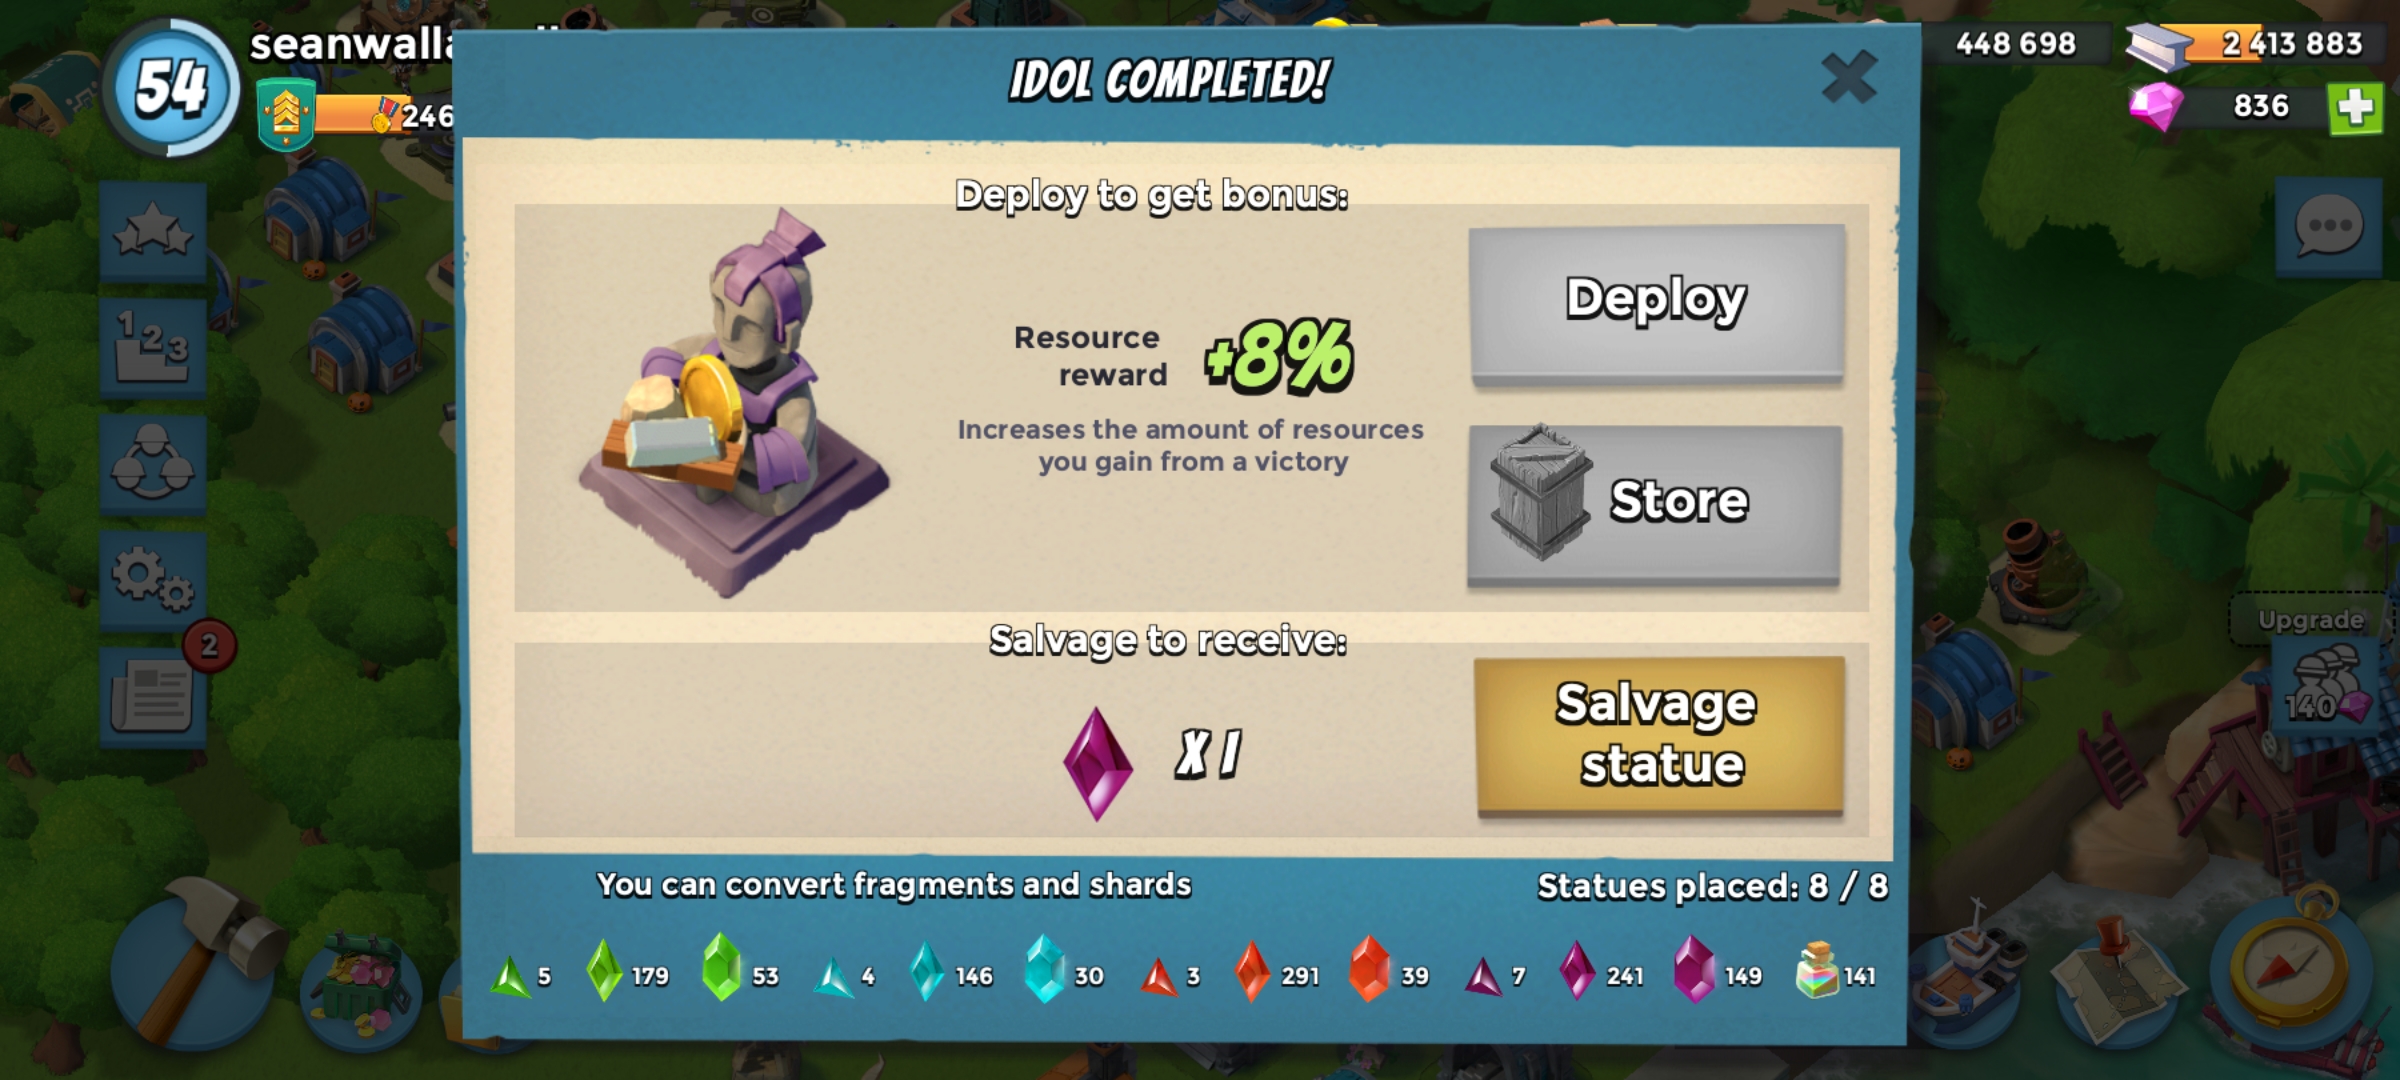 54
246
IDOL COMPLETED!
448 698
2 413 883
836
Deploy to get bonus:
Resource
reward
+8%
Increases the amount of resources
you gain from a victory
Deploy
Store
123
2
Salvage to receive:
X 1
Salvage
statue
Upgrade
140
You can convert fragments and shards
Statues placed: 8 / 8
5 179 53 4 146 30 3 291 39 7 241 149 141